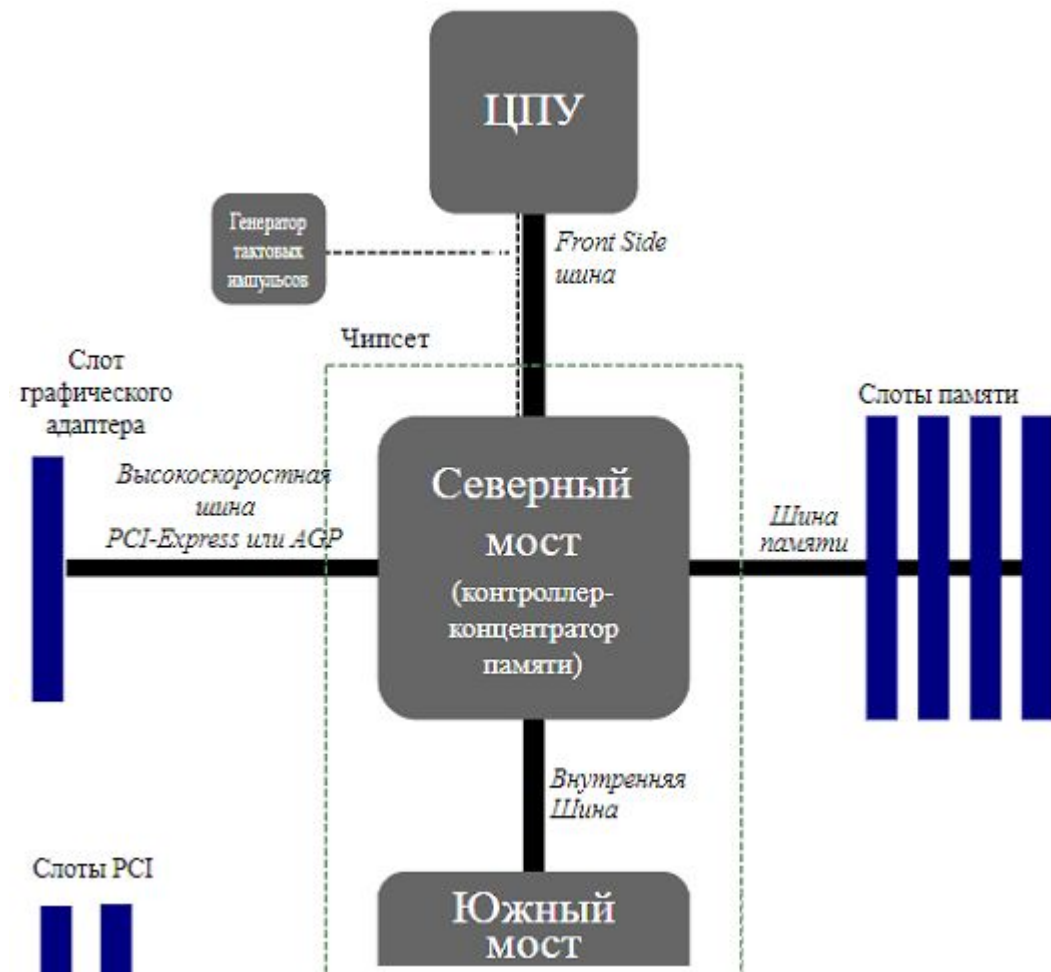 ЦПУ
Генератор
тактовых
импульсов
Front Side
шина
Чипсет
Слот
графического
адаптера
Слоты памяти
Высокоскоростная
шина
PCI-Express или AGP
Северный
мост
(контроллер-
концентратор
памяти)
Шина
памяти
Внутренняя
Шина
Слоты PCI
Южный
мост